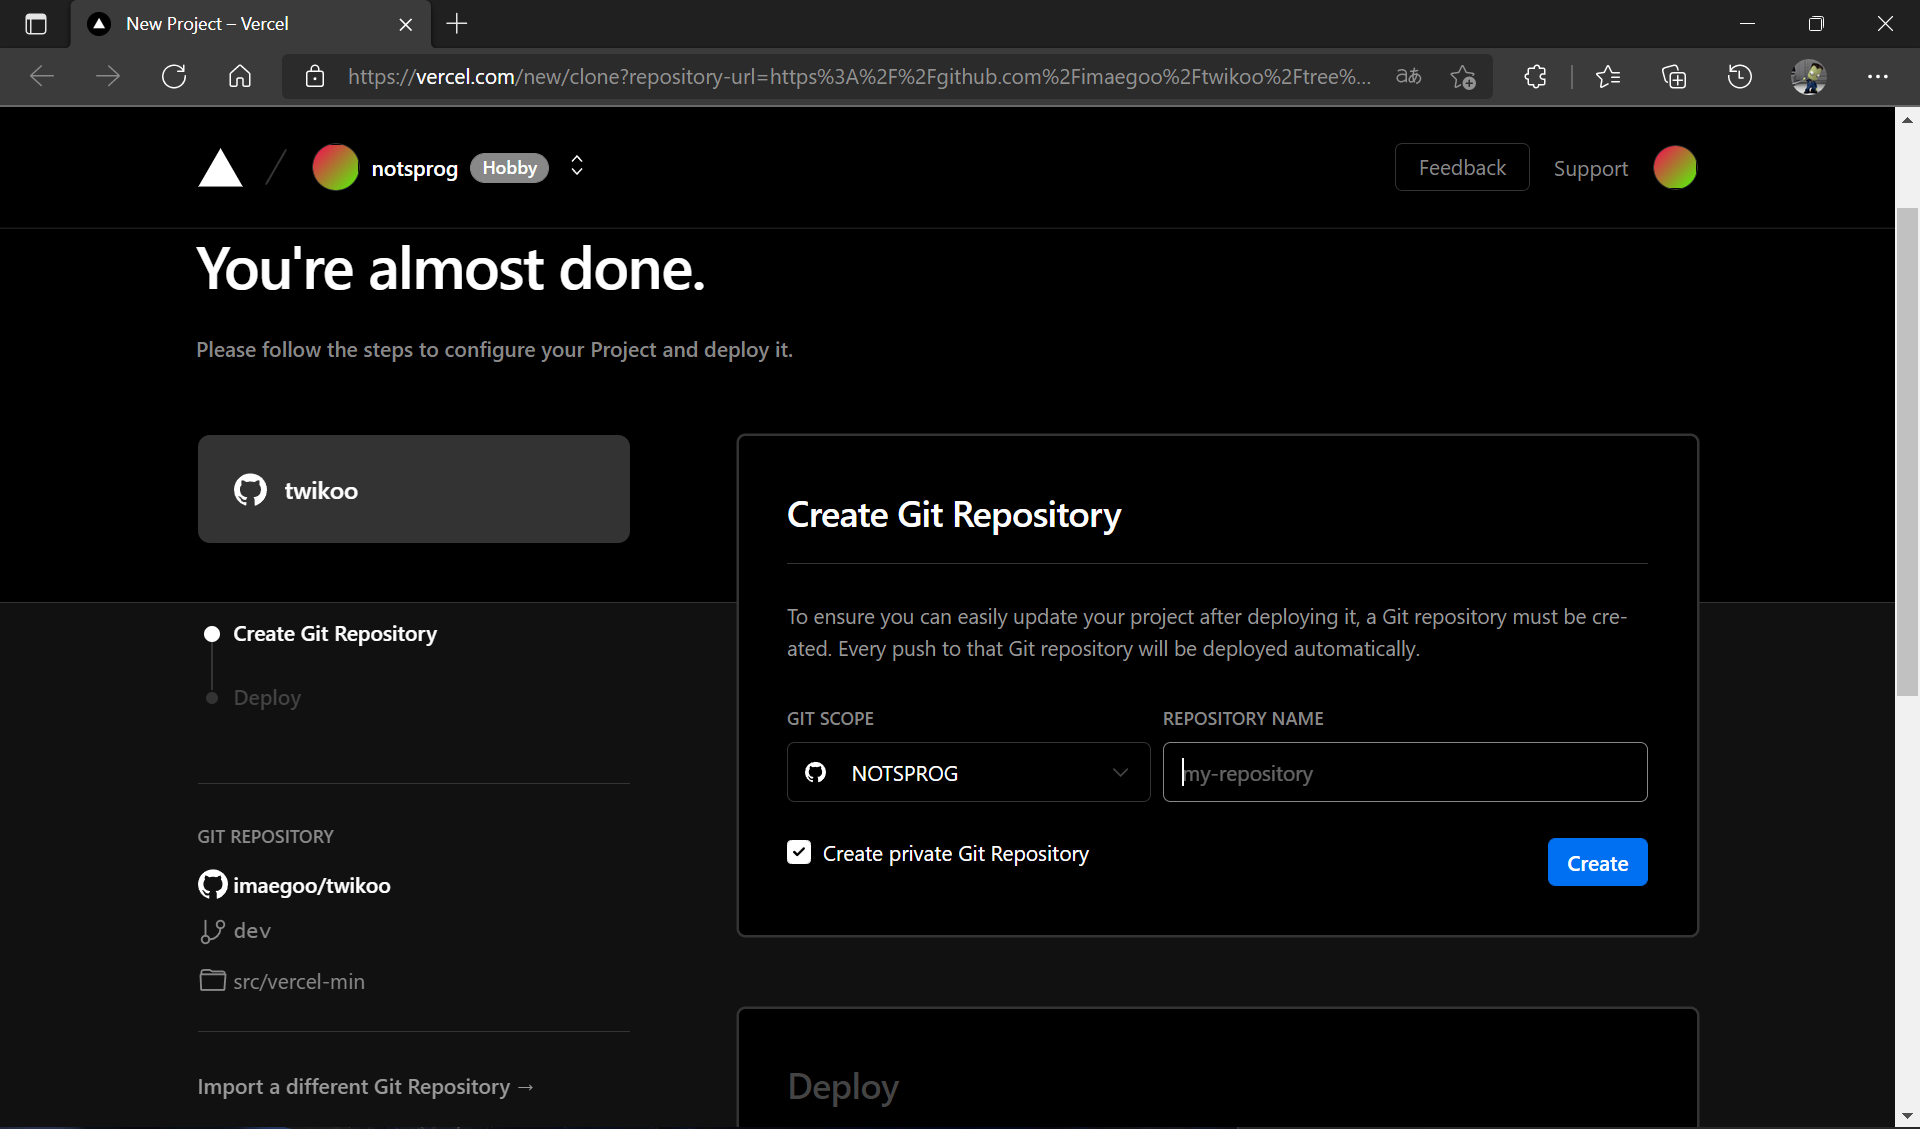 New Project – Vercel
https://vercel.com/new/clone?repository-url=https%3A%2F%2Fgithub.com%2Fimaegoo%2Ftwikoo%2Ftree%...
aあ
notsprog
Hobby
Feedback
Support
You're almost done.
Please follow the steps to configure your Project and deploy it.
twikoo
Create Git Repository
Deploy
GIT REPOSITORY
imaegoo/twikoo
dev
src/vercel-min
Import a different Git Repository →
Create Git Repository
To ensure you can easily update your project after deploying it, a Git repository must be cre-
ated. Every push to that Git repository will be deployed automatically.
GIT SCOPE
REPOSITORY NAME
NOTSPROG
my-repository
Create private Git Repository
Create
Deploy